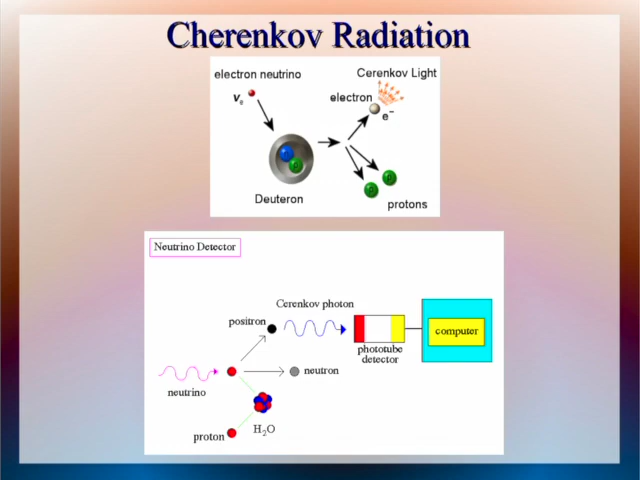 Cherenkov Radiation
electron neutrino
Cerenkov Light
νe
electron
e⁻
Deuteron
protons
Neutrino Detector
Cerenkov photon
positron
computer
phototube
detector
neutron
neutrino
H₂O
proton